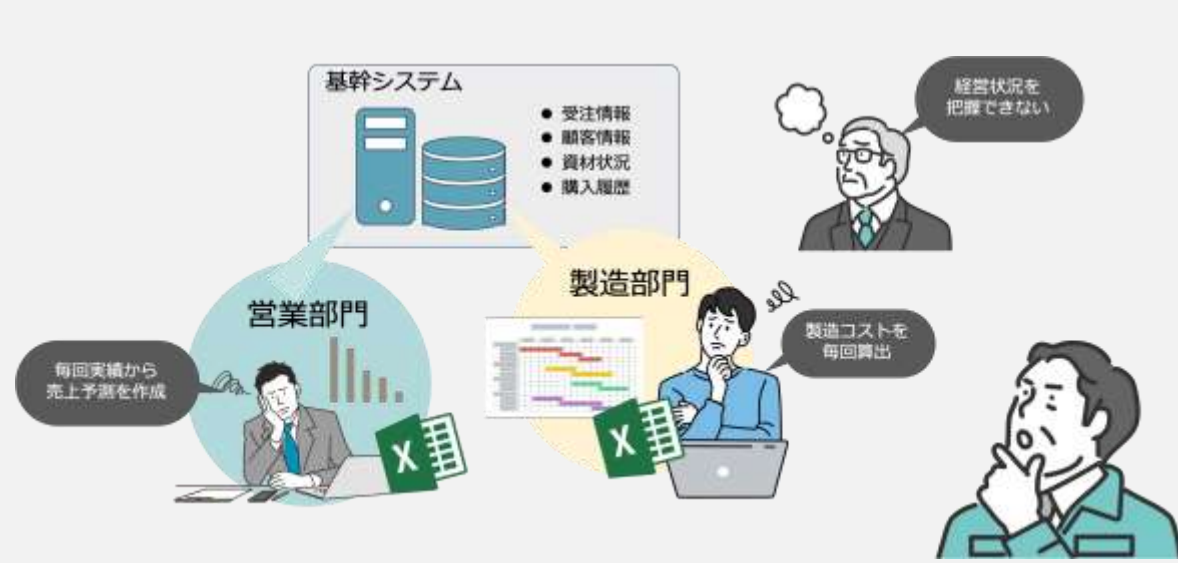 基幹システム
● 受注情報
● 顧客情報
● 資材状況
● 購入履歴
経営状況を
把握できない
営業部門
製造部門
毎回実績から
売上予測を作成
製造コストを
毎回算出
X
X